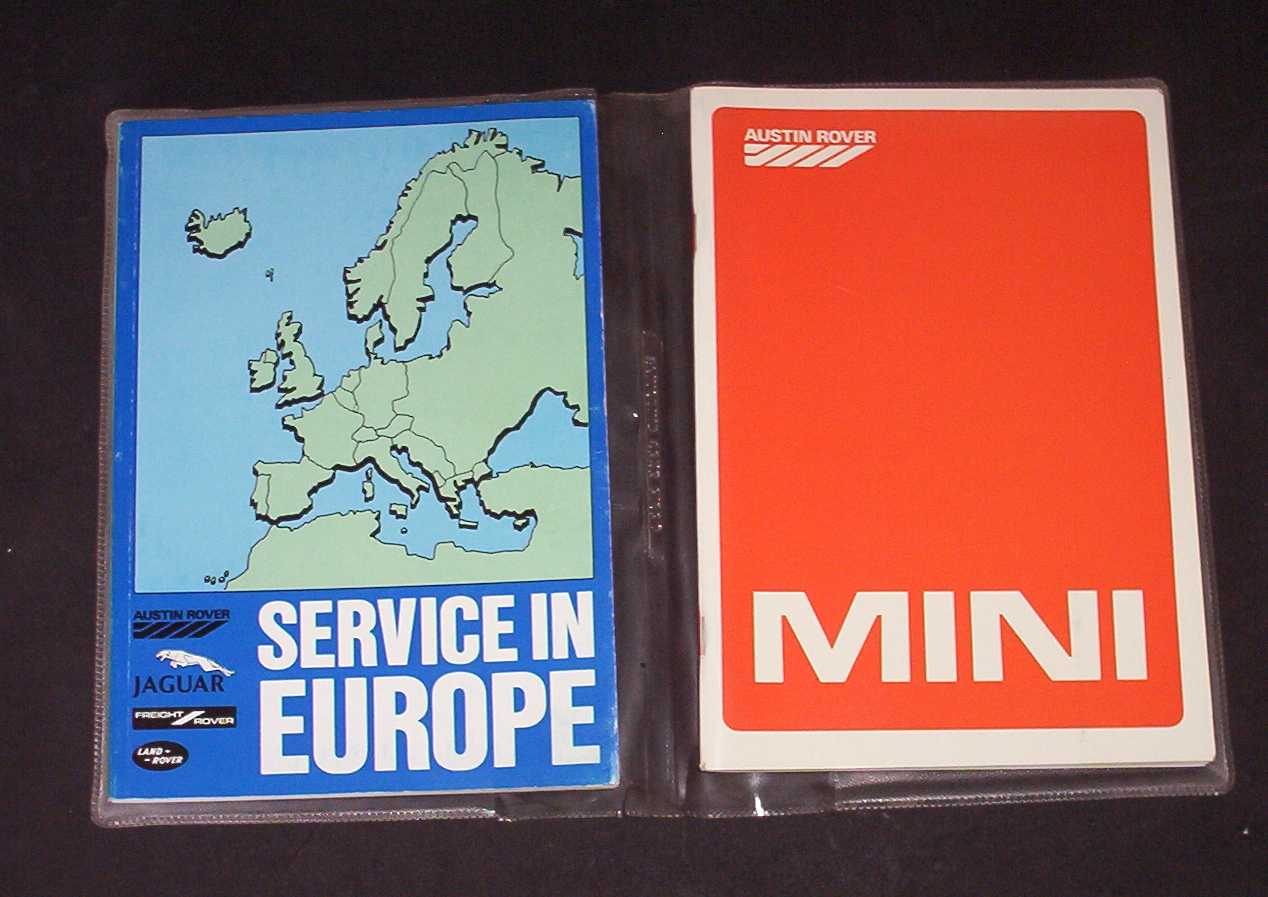 AUSTIN ROVER
JAGUAR
FREIGHT ROVER
LAND-
-ROVER
SERVICE IN
EUROPE
AUSTIN ROVER
MINI